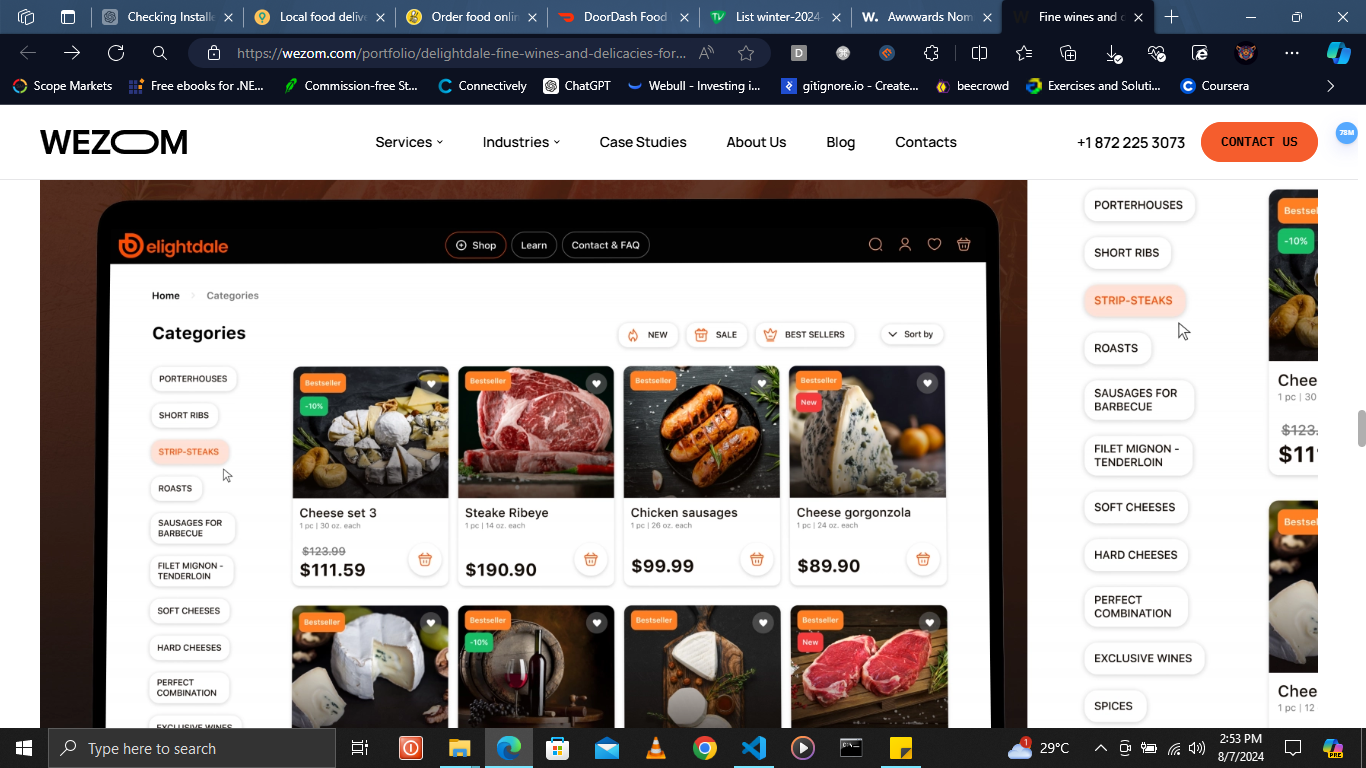 Checking Installe
Local food delive
Order food onlin
DoorDash Food
List winter-2024
Awwwards Nom
Fine wines and d
https://wezom.com/portfolio/delightdale-fine-wines-and-delicacies-for...
Scope Markets
Free ebooks for .NE...
Commission-free St...
Connectively
ChatGPT
Webull - Investing i...
gitignore.io - Create...
beecrowd
Exercises and Soluti...
Coursera
WEZOM
Services
Industries
Case Studies
About Us
Blog
Contacts
+1 872 225 3073
CONTACT US
78M
elightdale
Shop
Learn
Contact & FAQ
Home
Categories
Categories
NEW
SALE
BEST SELLERS
Sort by
PORTERHOUSES
SHORT RIBS
STRIP-STEAKS
ROASTS
SAUSAGES FOR
BARBECUE
FILET MIGNON -
TENDERLOIN
SOFT CHEESES
HARD CHEESES
PERFECT
COMBINATION
EXCLUSIVE WINES
Bestseller
-10%
Cheese set 3
1 pc | 30 oz. each
$123.99
$111.59
Bestseller
Steake Ribeye
1 pc | 14 oz. each
$190.90
Bestseller
Chicken sausages
1 pc | 26 oz. each
$99.99
Bestseller
New
Cheese gorgonzola
1 pc | 24 oz. each
$89.90
Bestseller
Bestseller
-10%
Bestseller
Bestseller
New
PORTERHOUSES
SHORT RIBS
STRIP-STEAKS
ROASTS
SAUSAGES FOR
BARBECUE
FILET MIGNON -
TENDERLOIN
SOFT CHEESES
HARD CHEESES
PERFECT
COMBINATION
EXCLUSIVE WINES
SPICES
Bestsel
-10%
Chee
1 pc | 30
$123.
$11
Bestsel
Chee
1 pc | 12
Type here to search
1
29°C
2:53 PM
8/7/2024
PRE